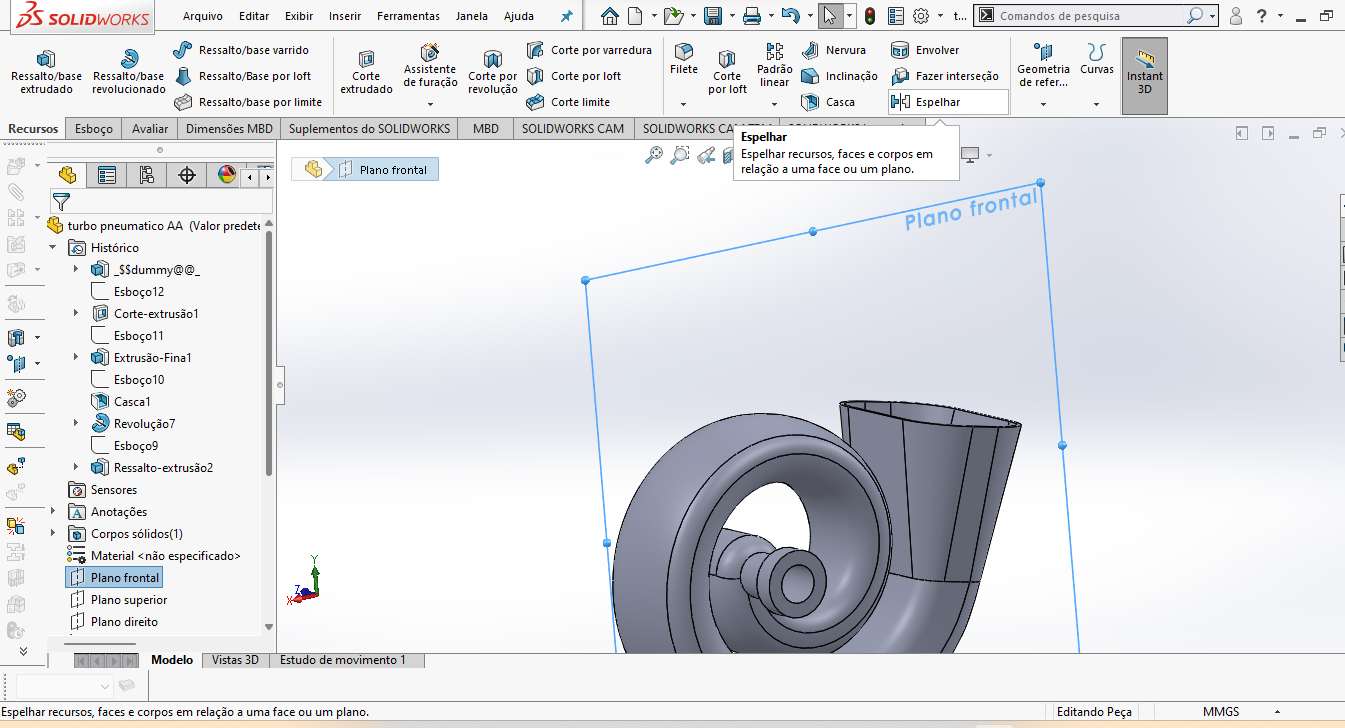 SOLIDWORKS
Arquivo
Editar
Exibir
Inserir
Ferramentas
Janela
Ajuda
t...
Comandos de pesquisa
?
Ressalto/base
extrudado
Ressalto/base
revolucionado
Ressalto/base varrido
Ressalto/Base por loft
Ressalto/base por limite
Corte
extrudado
Assistente
de furação
Corte por
revolução
Corte por varredura
Corte por loft
Corte limite
Filete
Corte
por loft
Padrão
linear
Nervura
Inclinação
Casca
Envolver
Fazer interseção
Espelhar
Geometria
de refer...
Curvas
Instant
3D
Recursos
Esboço
Avaliar
Dimensões MBD
Suplementos do SOLIDWORKS
MBD
SOLIDWORKS CAM
SOLIDWORKS CAM
Espelhar
Espelhar recursos, faces e corpos em
relação a uma face ou um plano.
Plano frontal
Plano frontal
turbo pneumatico AA (Valor predete
Histórico
_$$dummy@@_
Esboço12
Corte-extrusão1
Esboço11
Extrusão-Fina1
Esboço10
Casca1
Revolução7
Esboço9
Ressalto-extrusão2
Sensores
A Anotações
Corpos sólidos(1)
Material <não especificado>
Plano frontal
Plano superior
Plano direito
Y
Z
X
Modelo
Vistas 3D
Estudo de movimento 1
Espelhar recursos, faces e corpos em relação a uma face ou um plano.
Editando Peça
MMGS